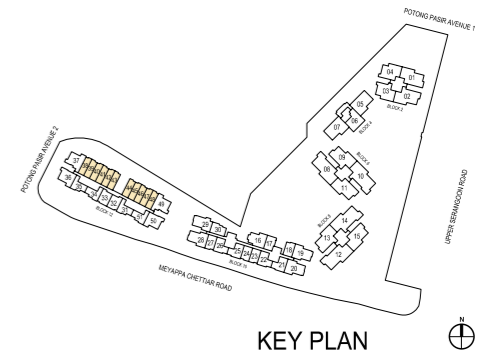 POTONG PASIR AVENUE 1
04 01
03 02
BLOCK 2
05
06
07
BLOCK 4
09
08 10
11
BLOCK 6
14
13 15
12
BLOCK 8
UPPER SERANGOON ROAD
POTONG PASIR AVENUE 2
37
36
35
34
33
32
31
49
50
BLOCK 12
29 30
28 27 26
25 24 23 22
21 20
16 17
18 19
BLOCK 10
MEYAPPA CHETTIAR ROAD
KEY PLAN
N